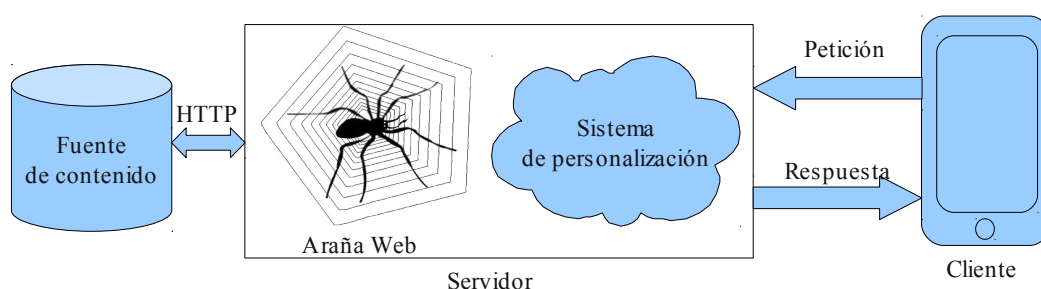 Fuente
de contenido
HTTP
Araña Web
Sistema
de personalización
Servidor
Petición
Respuesta
Cliente